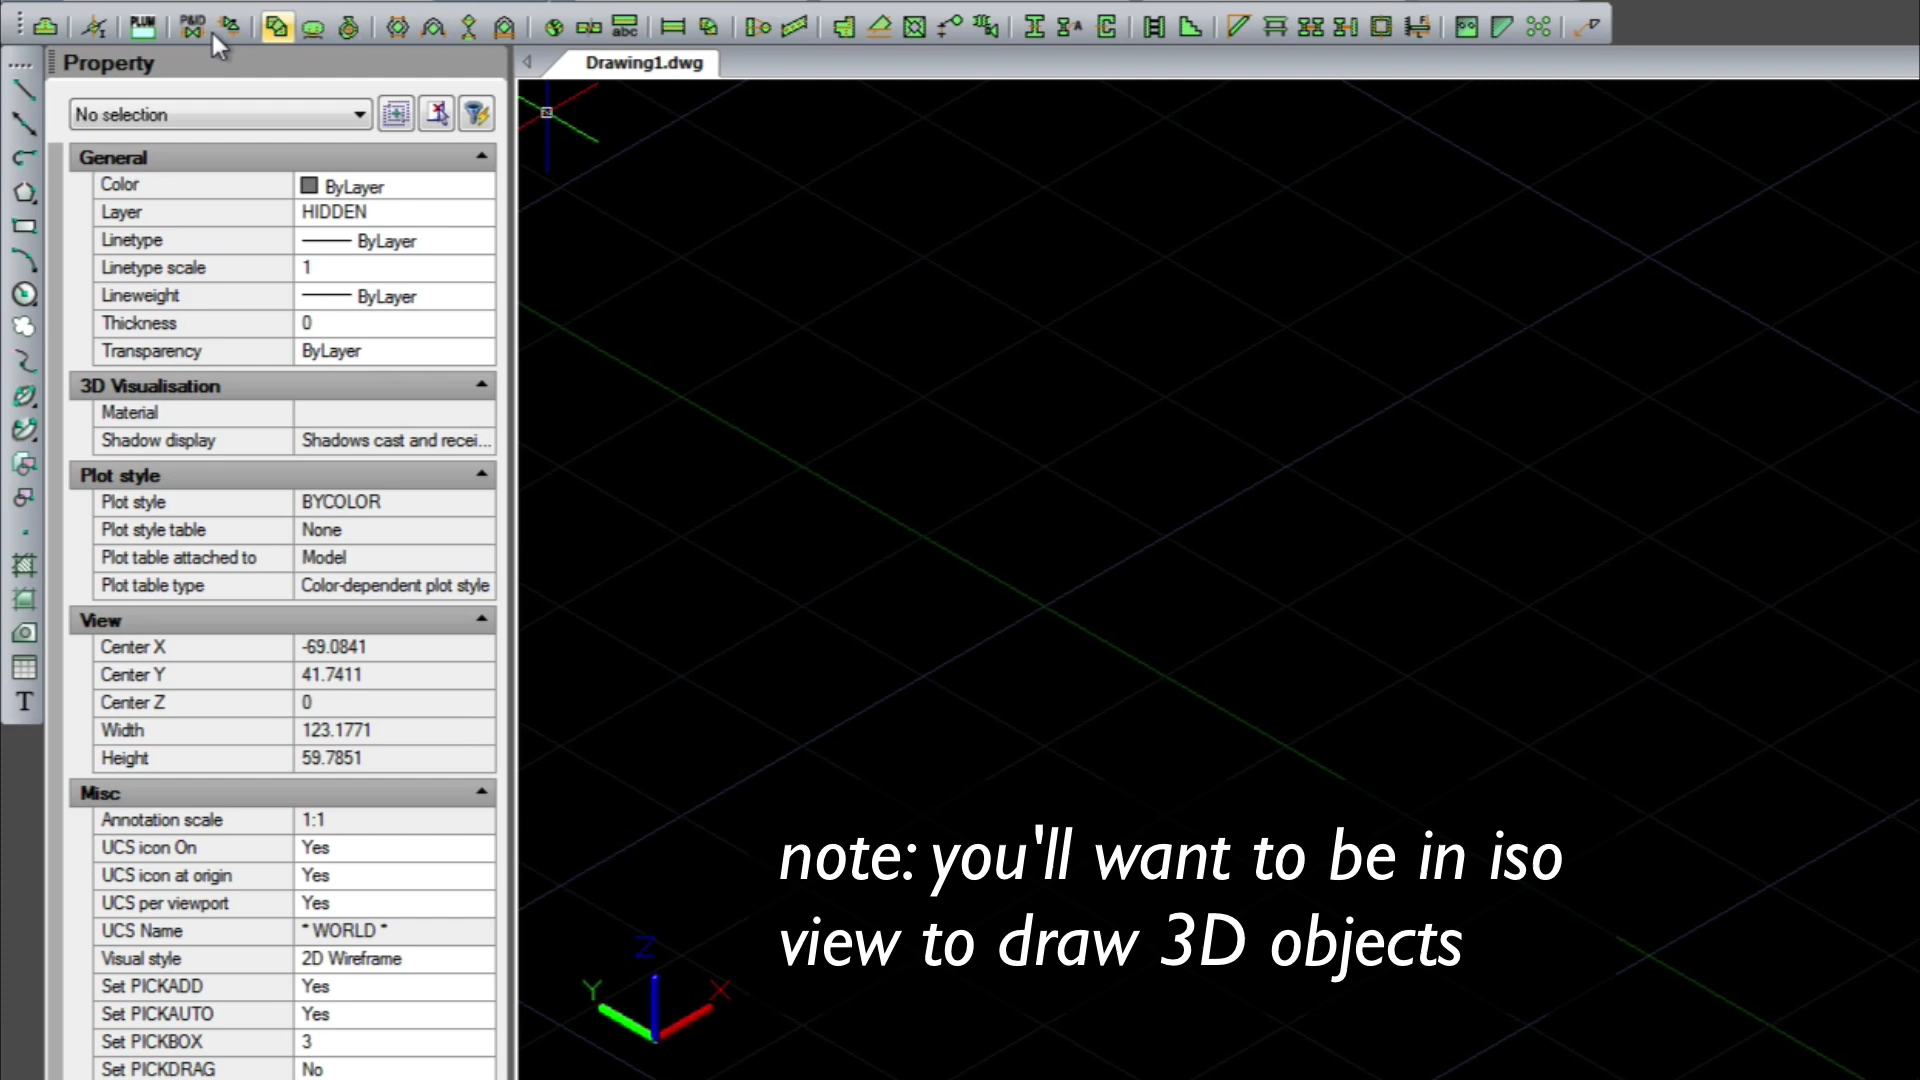 PLUM P&ID abc A
Property
Drawing1.dwg
No selection
General
Color ByLayer
Layer HIDDEN
Linetype ByLayer
Linetype scale 1
Lineweight ByLayer
Thickness 0
Transparency ByLayer
3D Visualisation
Material
Shadow display Shadows cast and recei...
Plot style
Plot style BYCOLOR
Plot style table None
Plot table attached to Model
Plot table type Color-dependent plot style
View
Center X -69.0841
Center Y 41.7411
Center Z 0
Width 123.1771
Height 59.7851
Misc
Annotation scale 1:1
UCS icon On Yes
UCS icon at origin Yes
UCS per viewport Yes
UCS Name * WORLD *
Visual style 2D Wireframe
Set PICKADD Yes
Set PICKAUTO Yes
Set PICKBOX 3
Set PICKDRAG No
T
note: you'll want to be in iso
view to draw 3D objects
Z
Y X